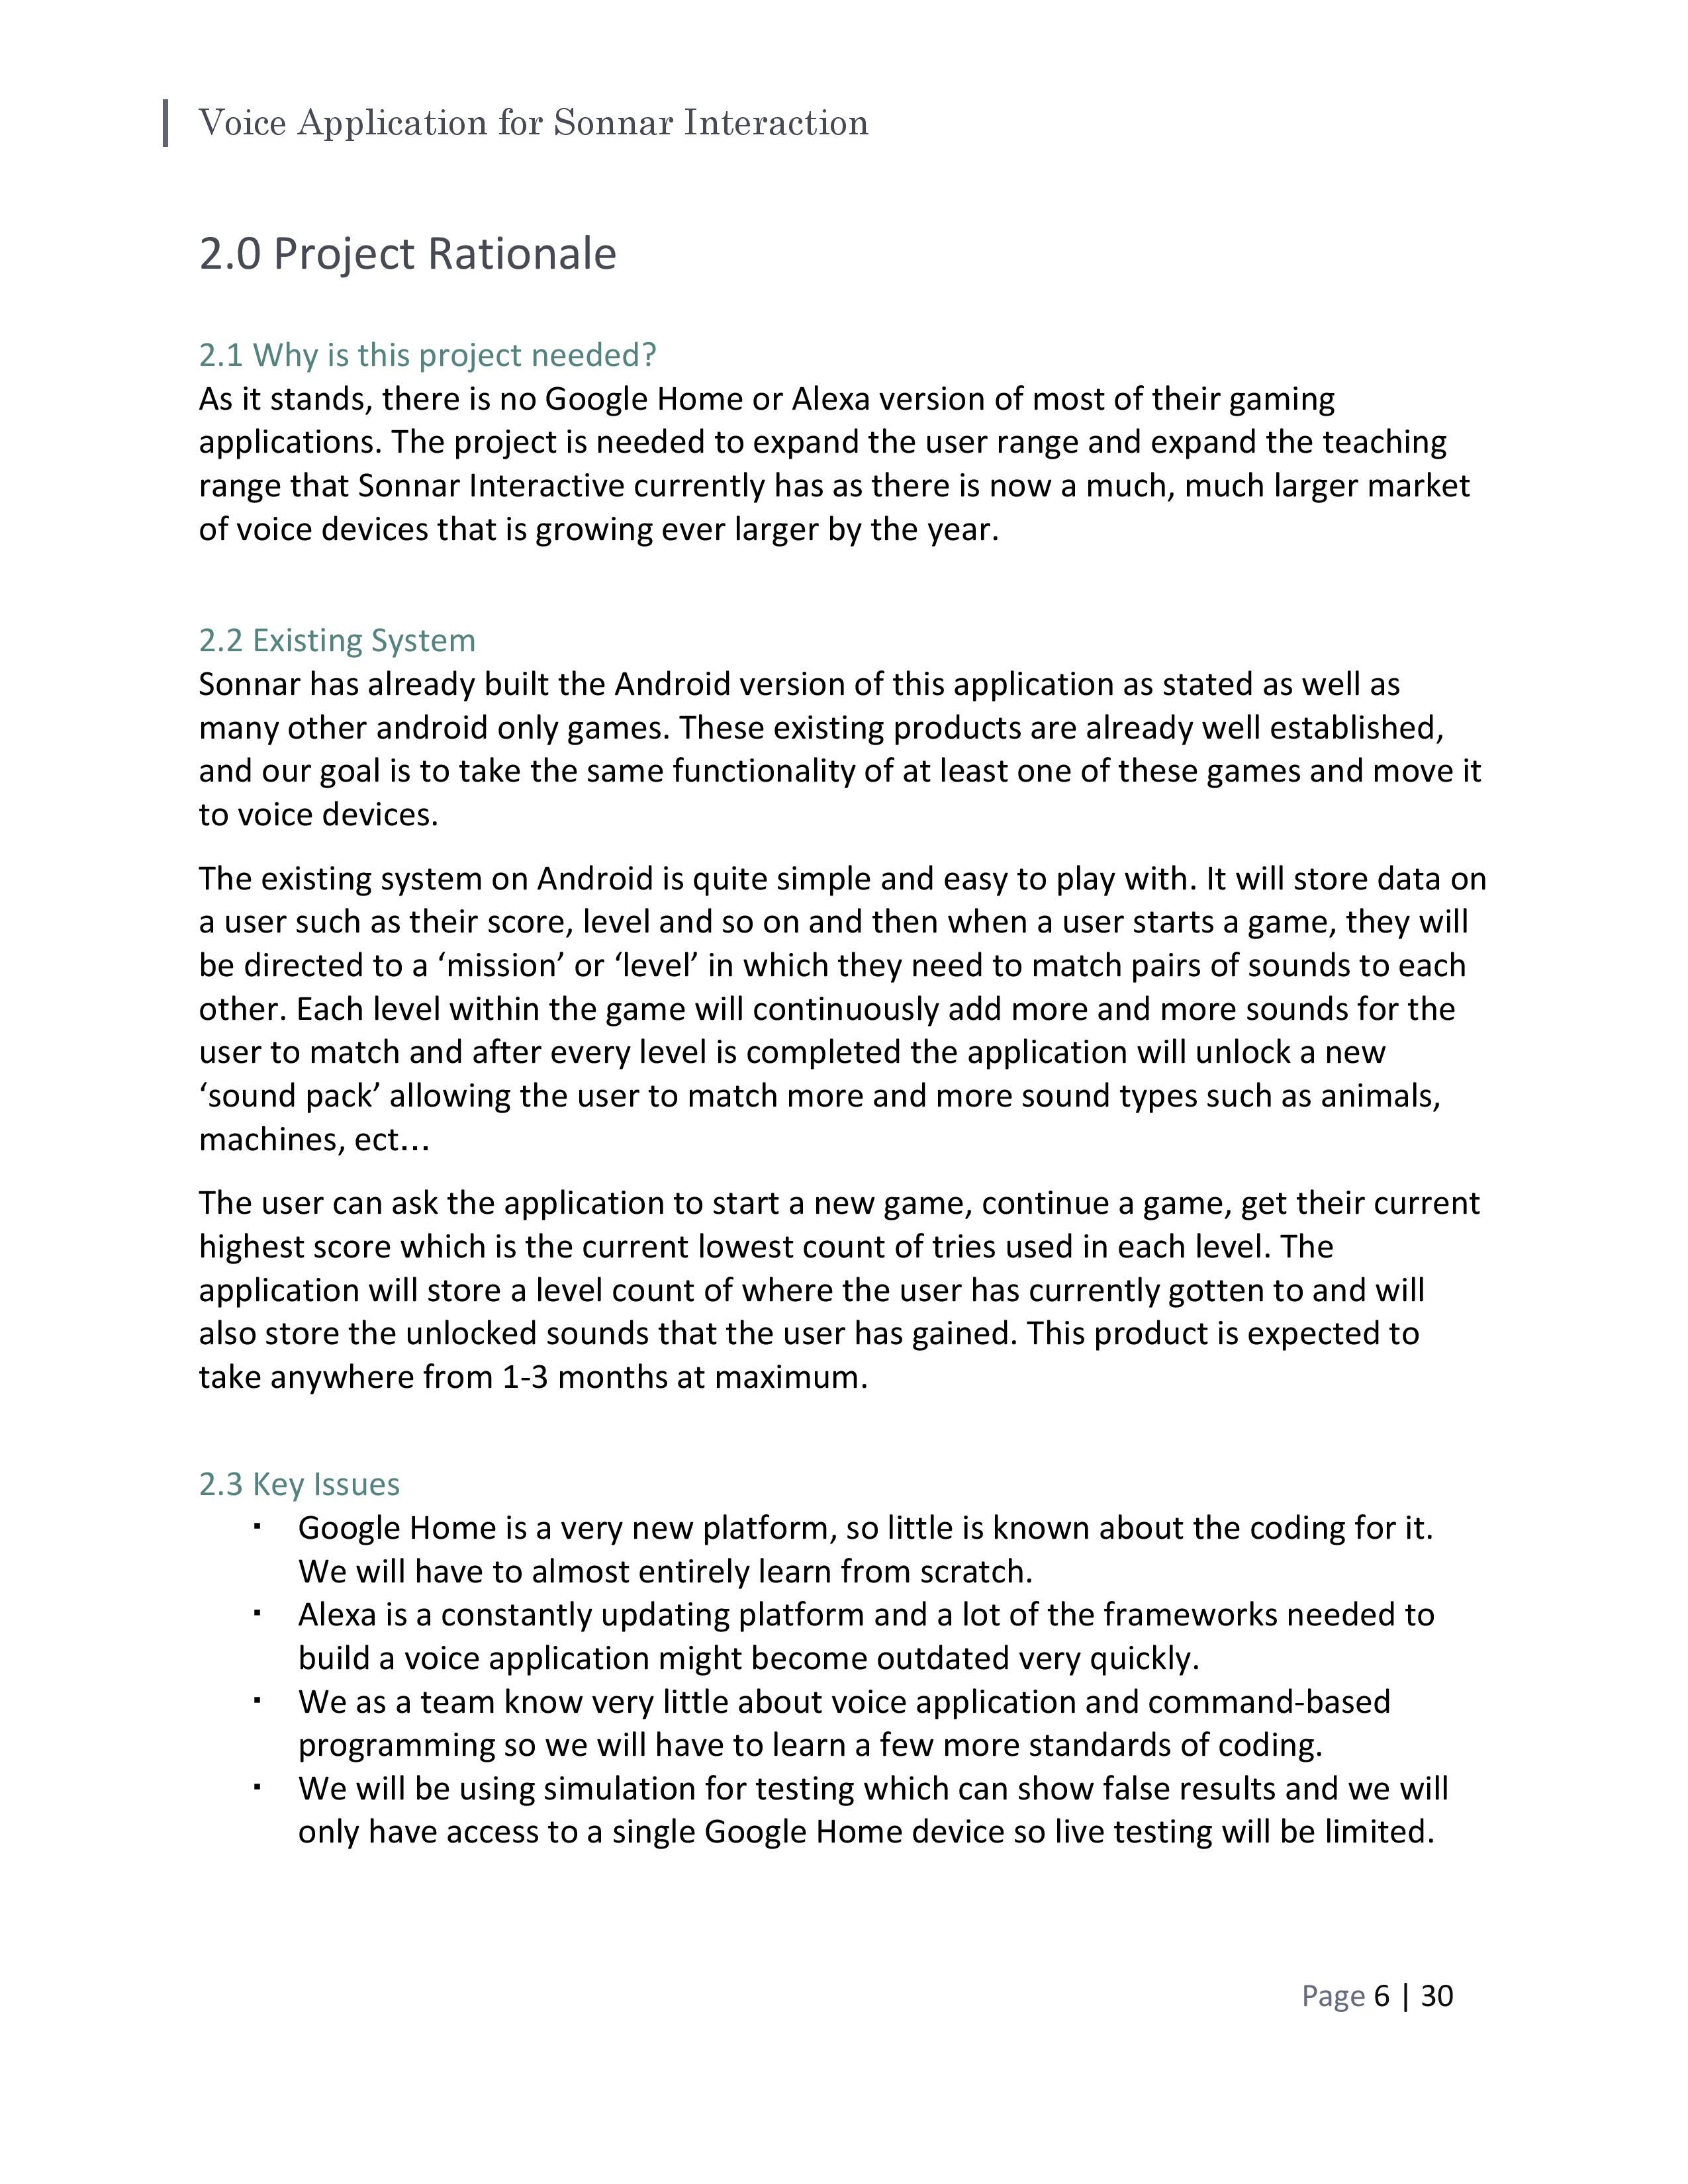 Voice Application for Sonnar Interaction
2.0 Project Rationale
2.1 Why is this project needed?
As it stands, there is no Google Home or Alexa version of most of their gaming
applications. The project is needed to expand the user range and expand the teaching
range that Sonnar Interactive currently has as there is now a much, much larger market
of voice devices that is growing ever larger by the year.
2.2 Existing System
Sonnar has already built the Android version of this application as stated as well as
many other android only games. These existing products are already well established,
and our goal is to take the same functionality of at least one of these games and move it
to voice devices.
The existing system on Android is quite simple and easy to play with. It will store data on
a user such as their score, level and so on and then when a user starts a game, they will
be directed to a ‘mission’ or ‘level’ in which they need to match pairs of sounds to each
other. Each level within the game will continuously add more and more sounds for the
user to match and after every level is completed the application will unlock a new
‘sound pack’ allowing the user to match more and more sound types such as animals,
machines, ect…
The user can ask the application to start a new game, continue a game, get their current
highest score which is the current lowest count of tries used in each level. The
application will store a level count of where the user has currently gotten to and will
also store the unlocked sounds that the user has gained. This product is expected to
take anywhere from 1-3 months at maximum.
2.3 Key Issues
▪ Google Home is a very new platform, so little is known about the coding for it.
We will have to almost entirely learn from scratch.
▪ Alexa is a constantly updating platform and a lot of the frameworks needed to
build a voice application might become outdated very quickly.
▪ We as a team know very little about voice application and command-based
programming so we will have to learn a few more standards of coding.
▪ We will be using simulation for testing which can show false results and we will
only have access to a single Google Home device so live testing will be limited.
Page 6 | 30